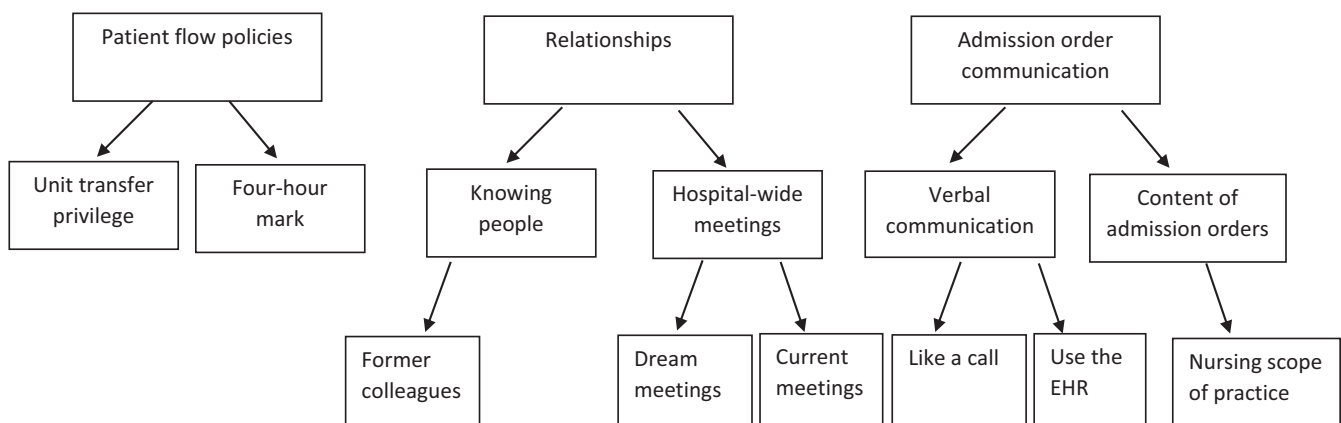 Patient flow policies
Relationships
Admission order
communication
Unit transfer
privilege
Four-hour
mark
Knowing
people
Hospital-wide
meetings
Verbal
communication
Content of
admission orders
Former
colleagues
Dream
meetings
Current
meetings
Like a call
Use the
EHR
Nursing scope
of practice